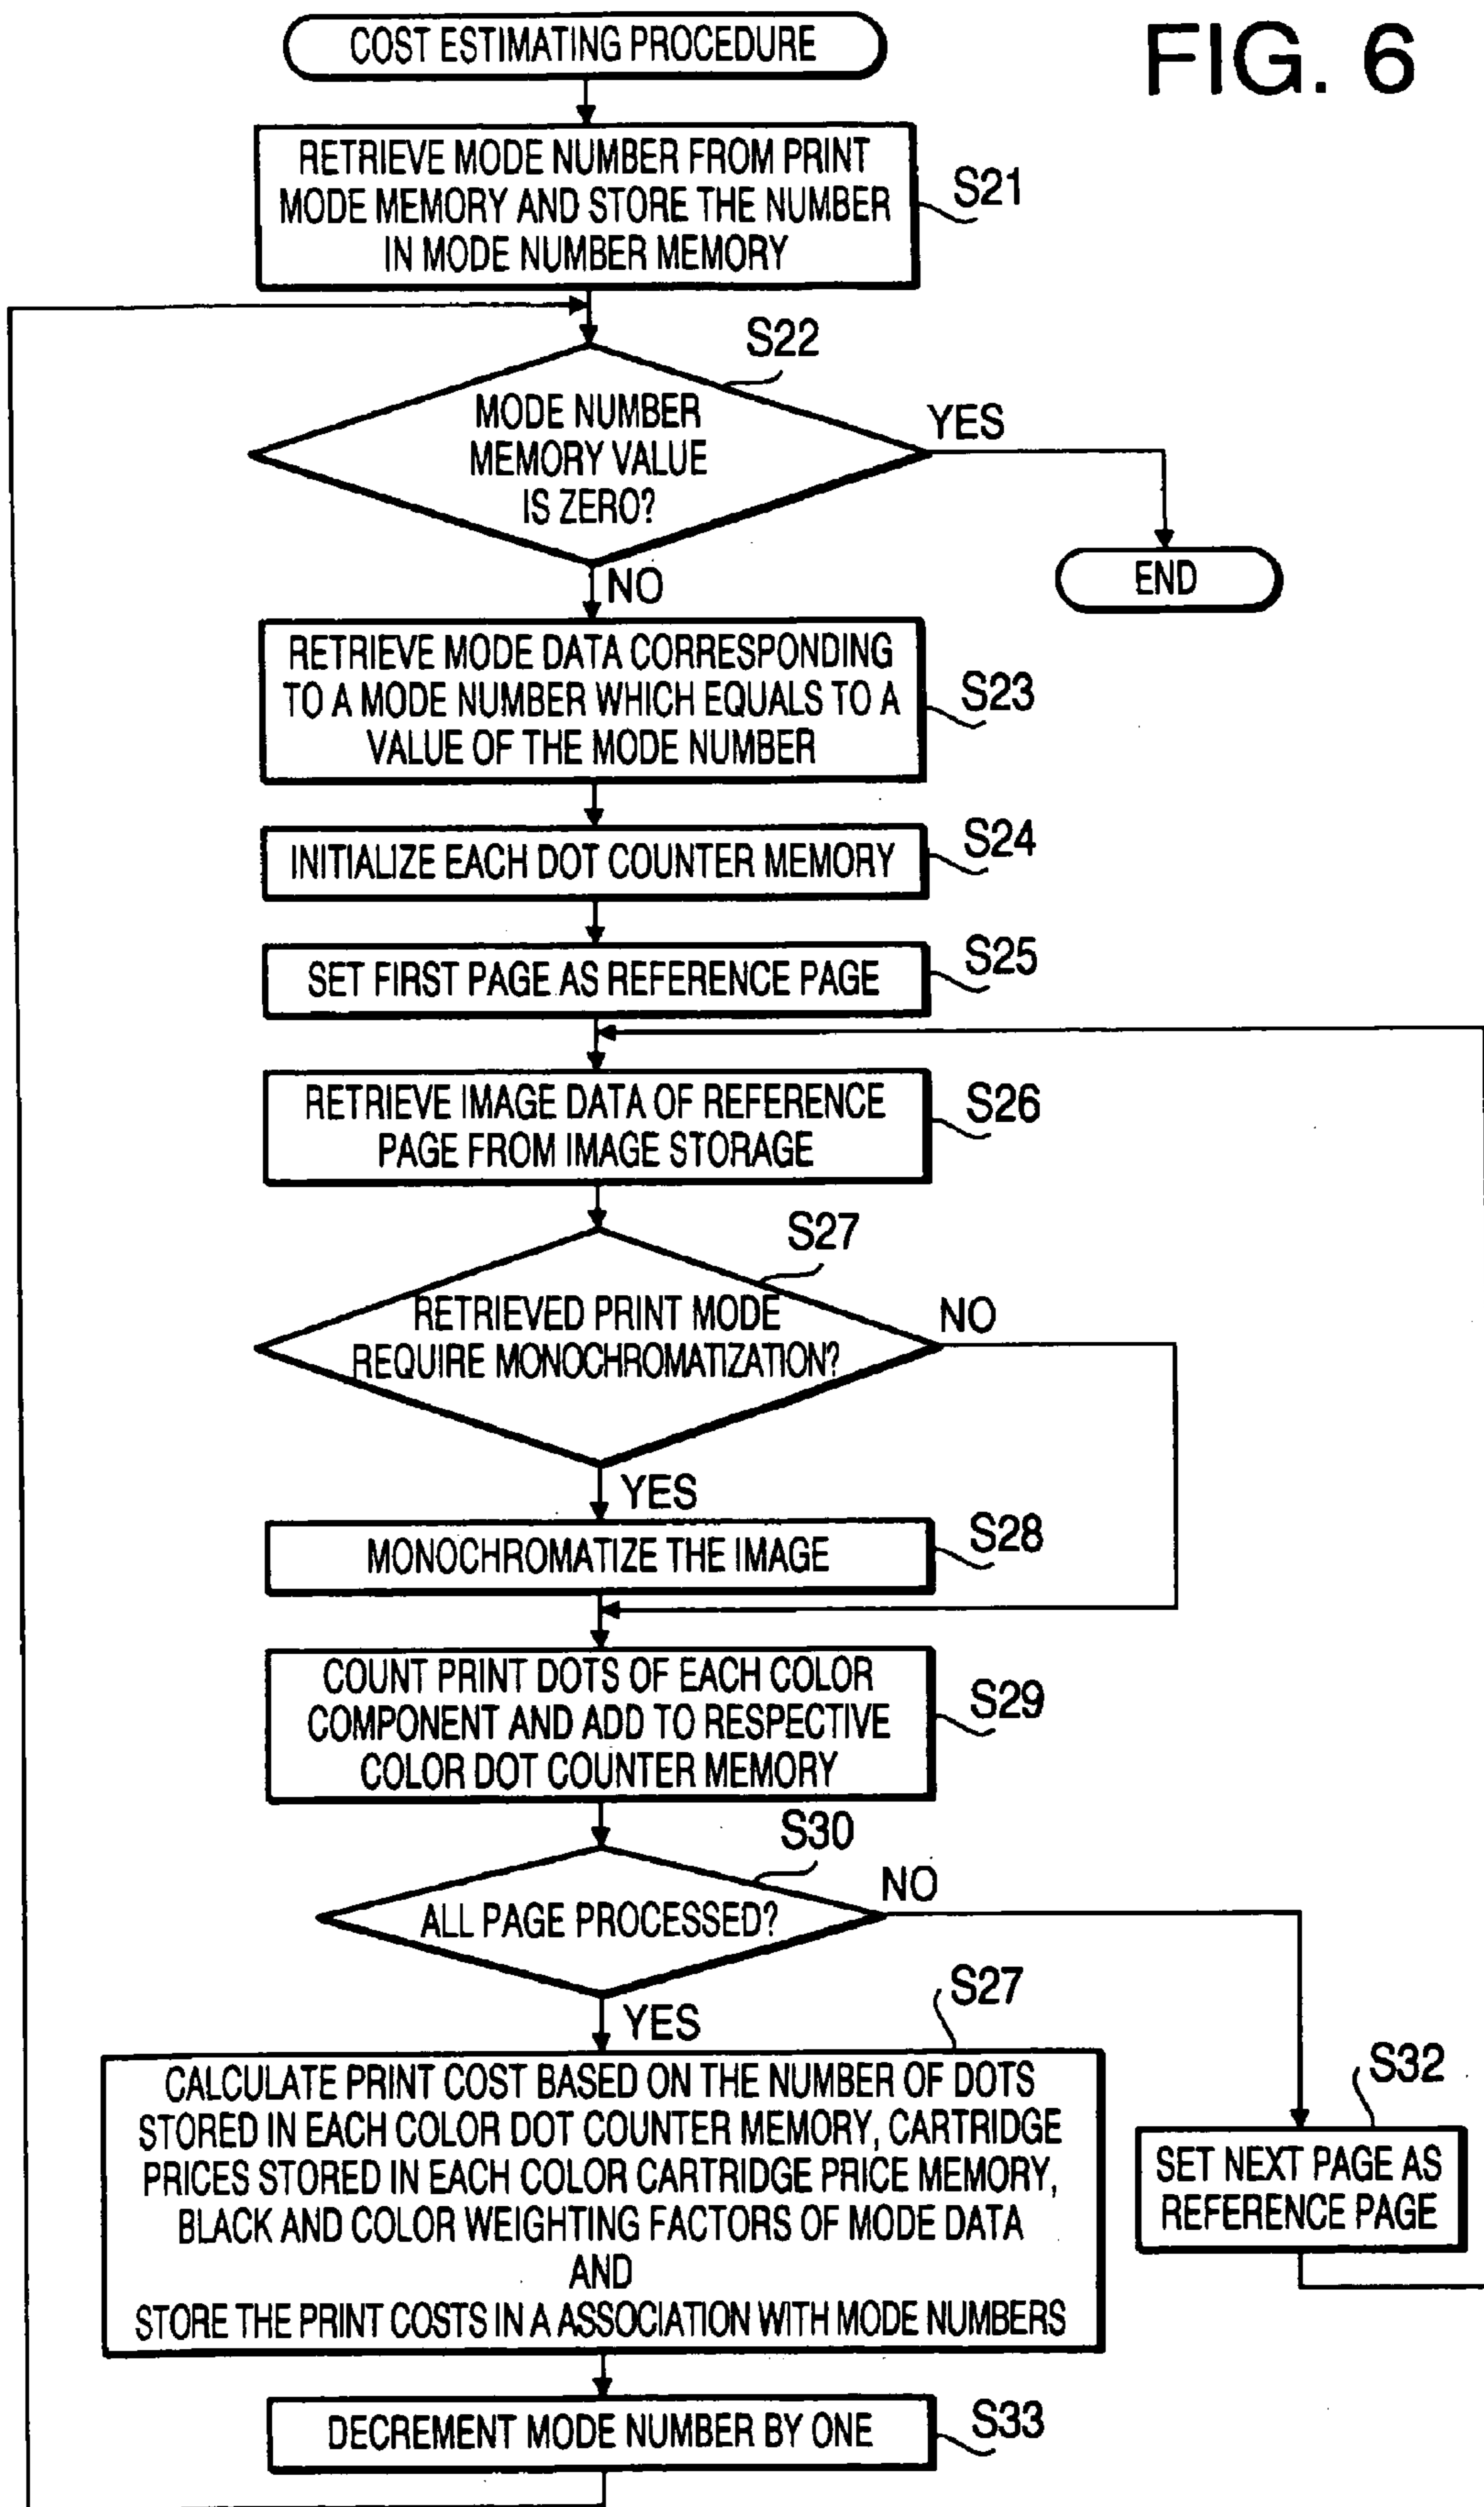 COST ESTIMATING PROCEDURE
FIG. 6
RETRIEVE MODE NUMBER FROM PRINT
MODE MEMORY AND STORE THE NUMBER
IN MODE NUMBER MEMORY
S21
S22
MODE NUMBER
MEMORY VALUE
IS ZERO?
YES
END
NO
RETRIEVE MODE DATA CORRESPONDING
TO A MODE NUMBER WHICH EQUALS TO A
VALUE OF THE MODE NUMBER
S23
INITIALIZE EACH DOT COUNTER MEMORY
S24
SET FIRST PAGE AS REFERENCE PAGE
S25
RETRIEVE IMAGE DATA OF REFERENCE
PAGE FROM IMAGE STORAGE
S26
S27
RETRIEVED PRINT MODE
REQUIRE MONOCHROMATIZATION?
NO
YES
MONOCHROMATIZE THE IMAGE
S28
COUNT PRINT DOTS OF EACH COLOR
COMPONENT AND ADD TO RESPECTIVE
COLOR DOT COUNTER MEMORY
S29
S30
ALL PAGE PROCESSED?
NO
YES
S27
CALCULATE PRINT COST BASED ON THE NUMBER OF DOTS
STORED IN EACH COLOR DOT COUNTER MEMORY, CARTRIDGE
PRICES STORED IN EACH COLOR CARTRIDGE PRICE MEMORY,
BLACK AND COLOR WEIGHTING FACTORS OF MODE DATA
AND
STORE THE PRINT COSTS IN A ASSOCIATION WITH MODE NUMBERS
S32
SET NEXT PAGE AS
REFERENCE PAGE
DECREMENT MODE NUMBER BY ONE
S33